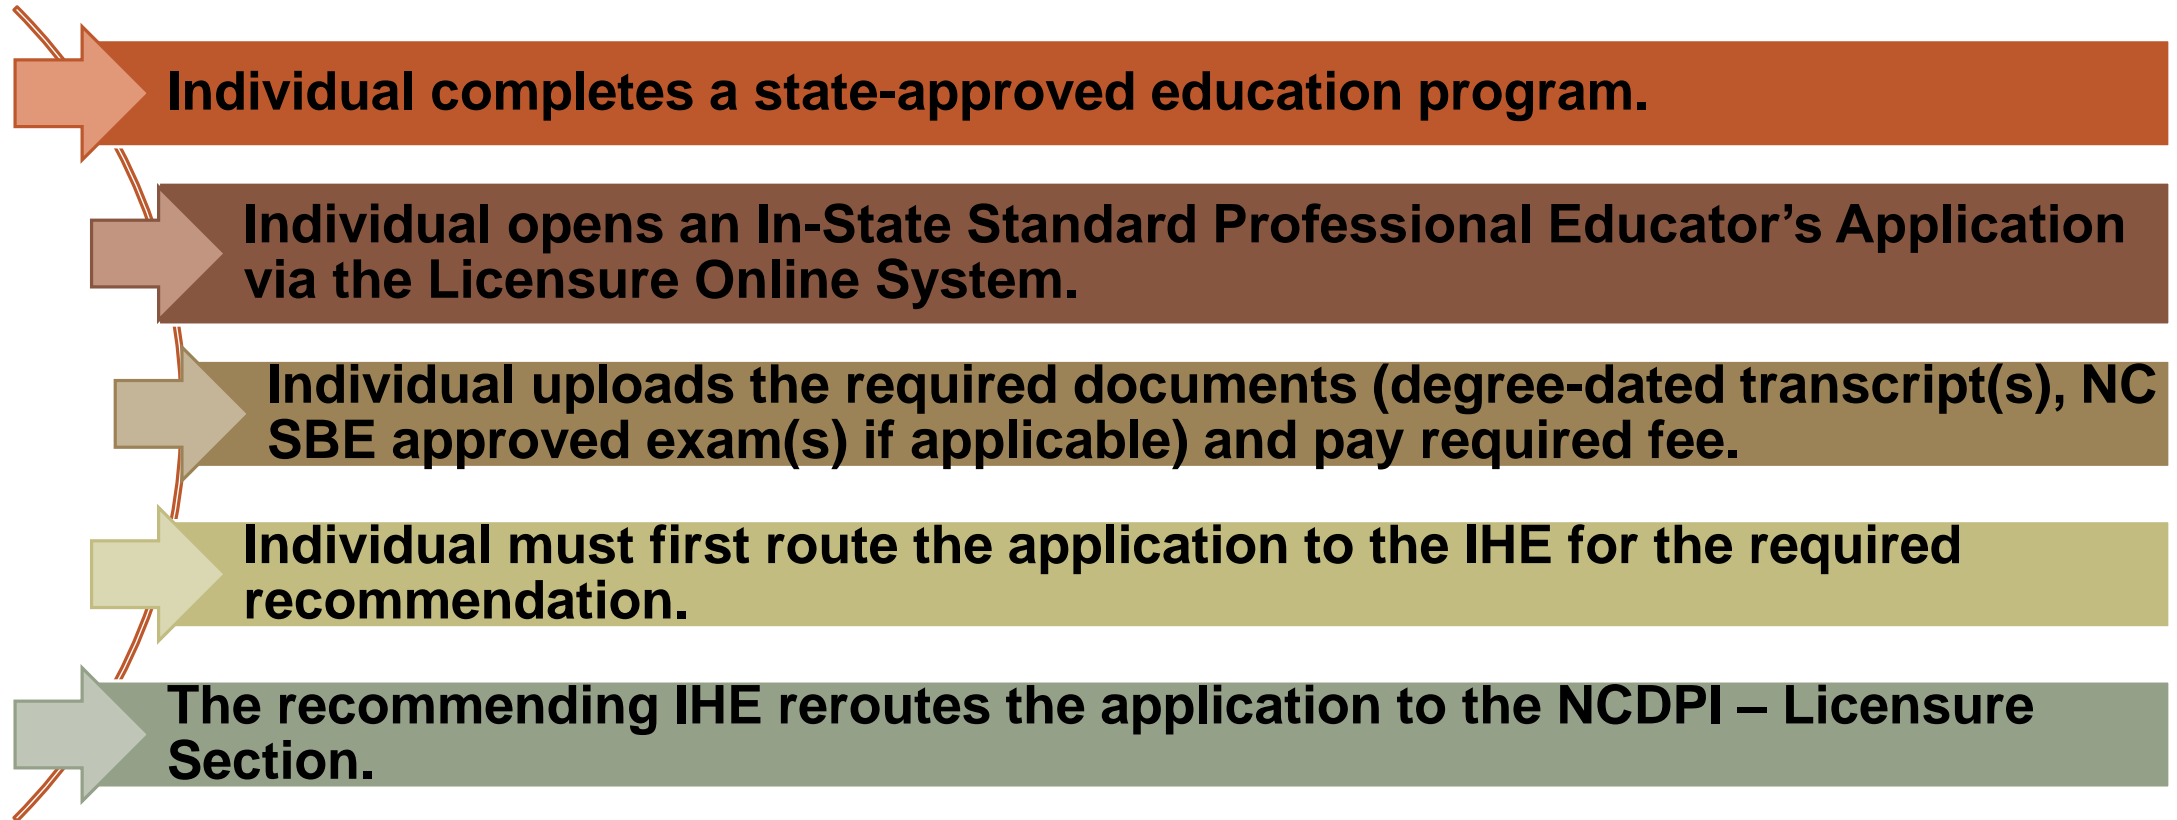 Individual completes a state-approved education program.
Individual opens an In-State Standard Professional Educator’s Application
via the Licensure Online System.
Individual uploads the required documents (degree-dated transcript(s), NC
SBE approved exam(s) if applicable) and pay required fee.
Individual must first route the application to the IHE for the required
recommendation.
The recommending IHE reroutes the application to the NCDPI – Licensure
Section.